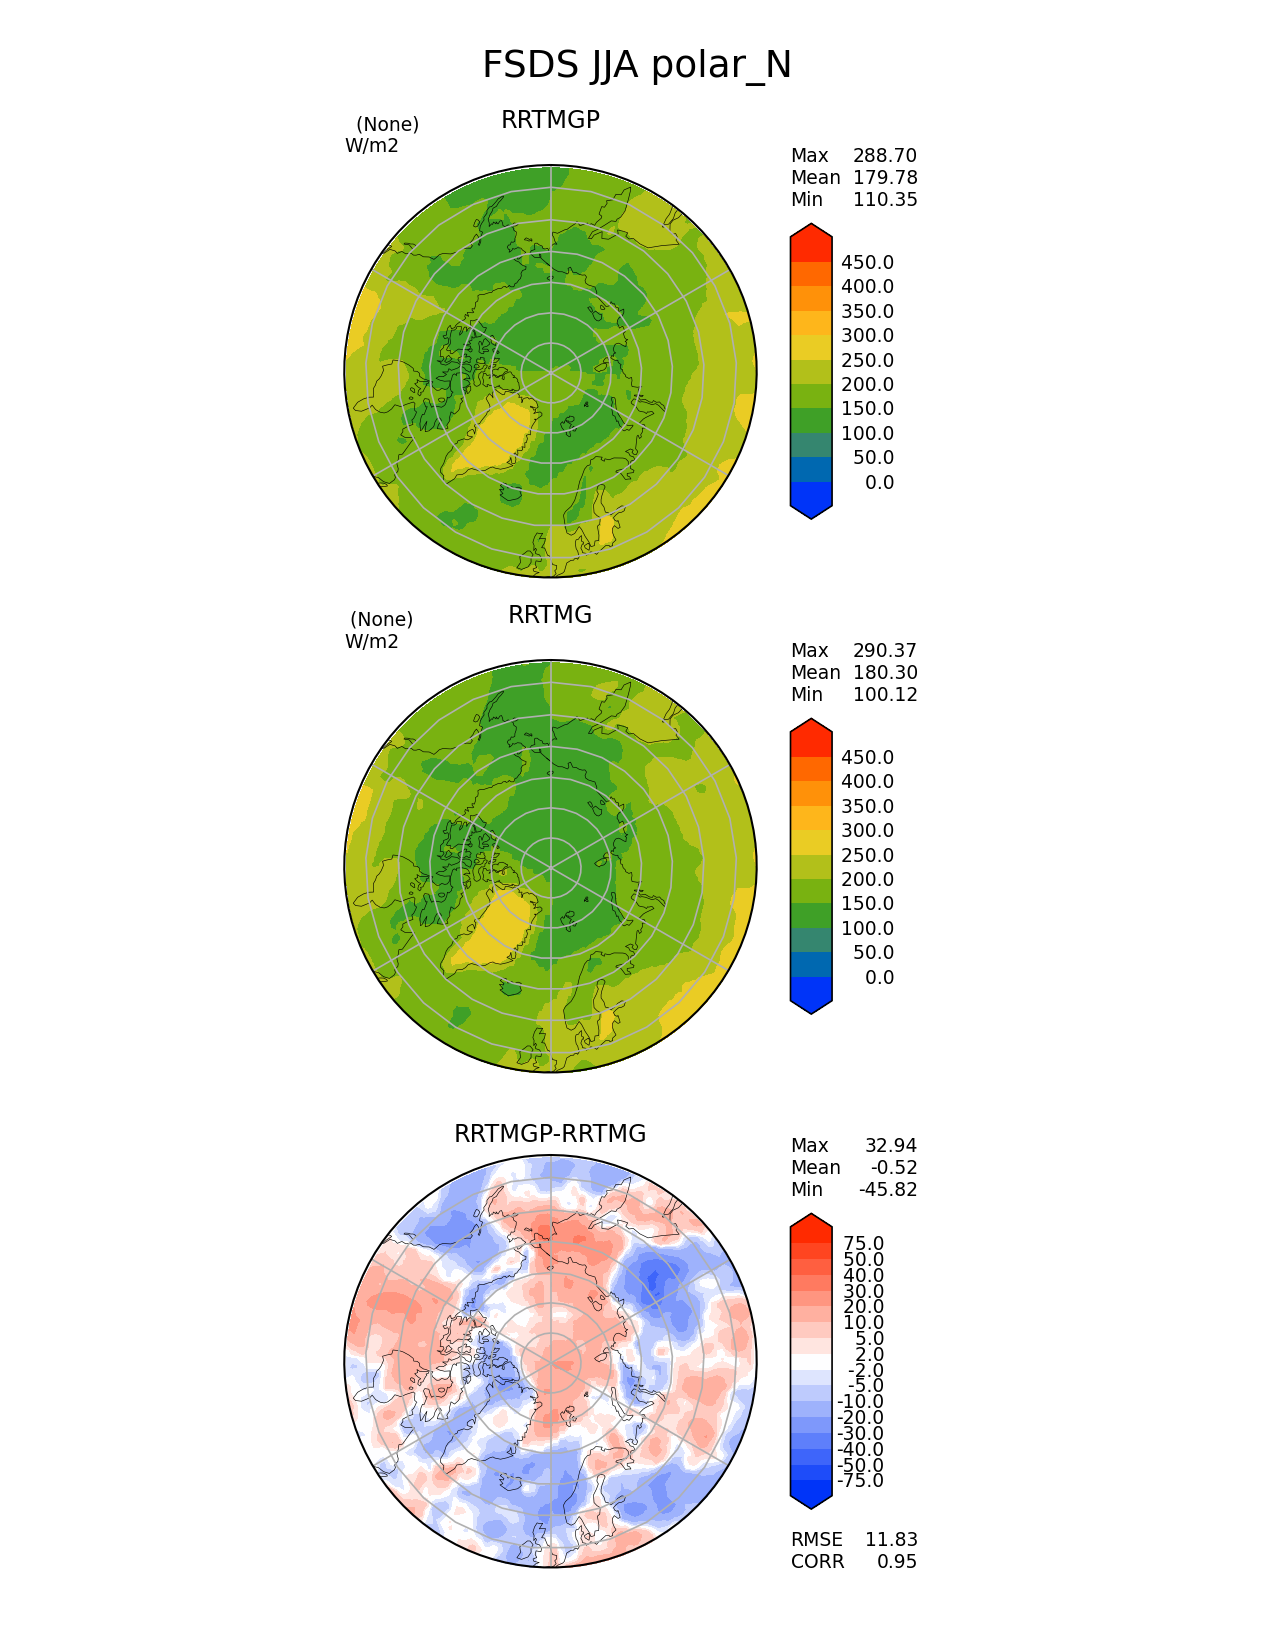 FSDS JJA polar_N
RRTMGP
(None)
W/m2
Max 288.70
Mean 179.78
Min 110.35
450.0
400.0
350.0
300.0
250.0
200.0
150.0
100.0
50.0
0.0
RRTMG
(None)
W/m2
Max 290.37
Mean 180.30
Min 100.12
450.0
400.0
350.0
300.0
250.0
200.0
150.0
100.0
50.0
0.0
RRTMGP-RRTMG
Max 32.94
Mean -0.52
Min -45.82
75.0
50.0
40.0
30.0
20.0
10.0
5.0
2.0
-2.0
-5.0
-10.0
-20.0
-30.0
-40.0
-50.0
-75.0
RMSE 11.83
CORR 0.95